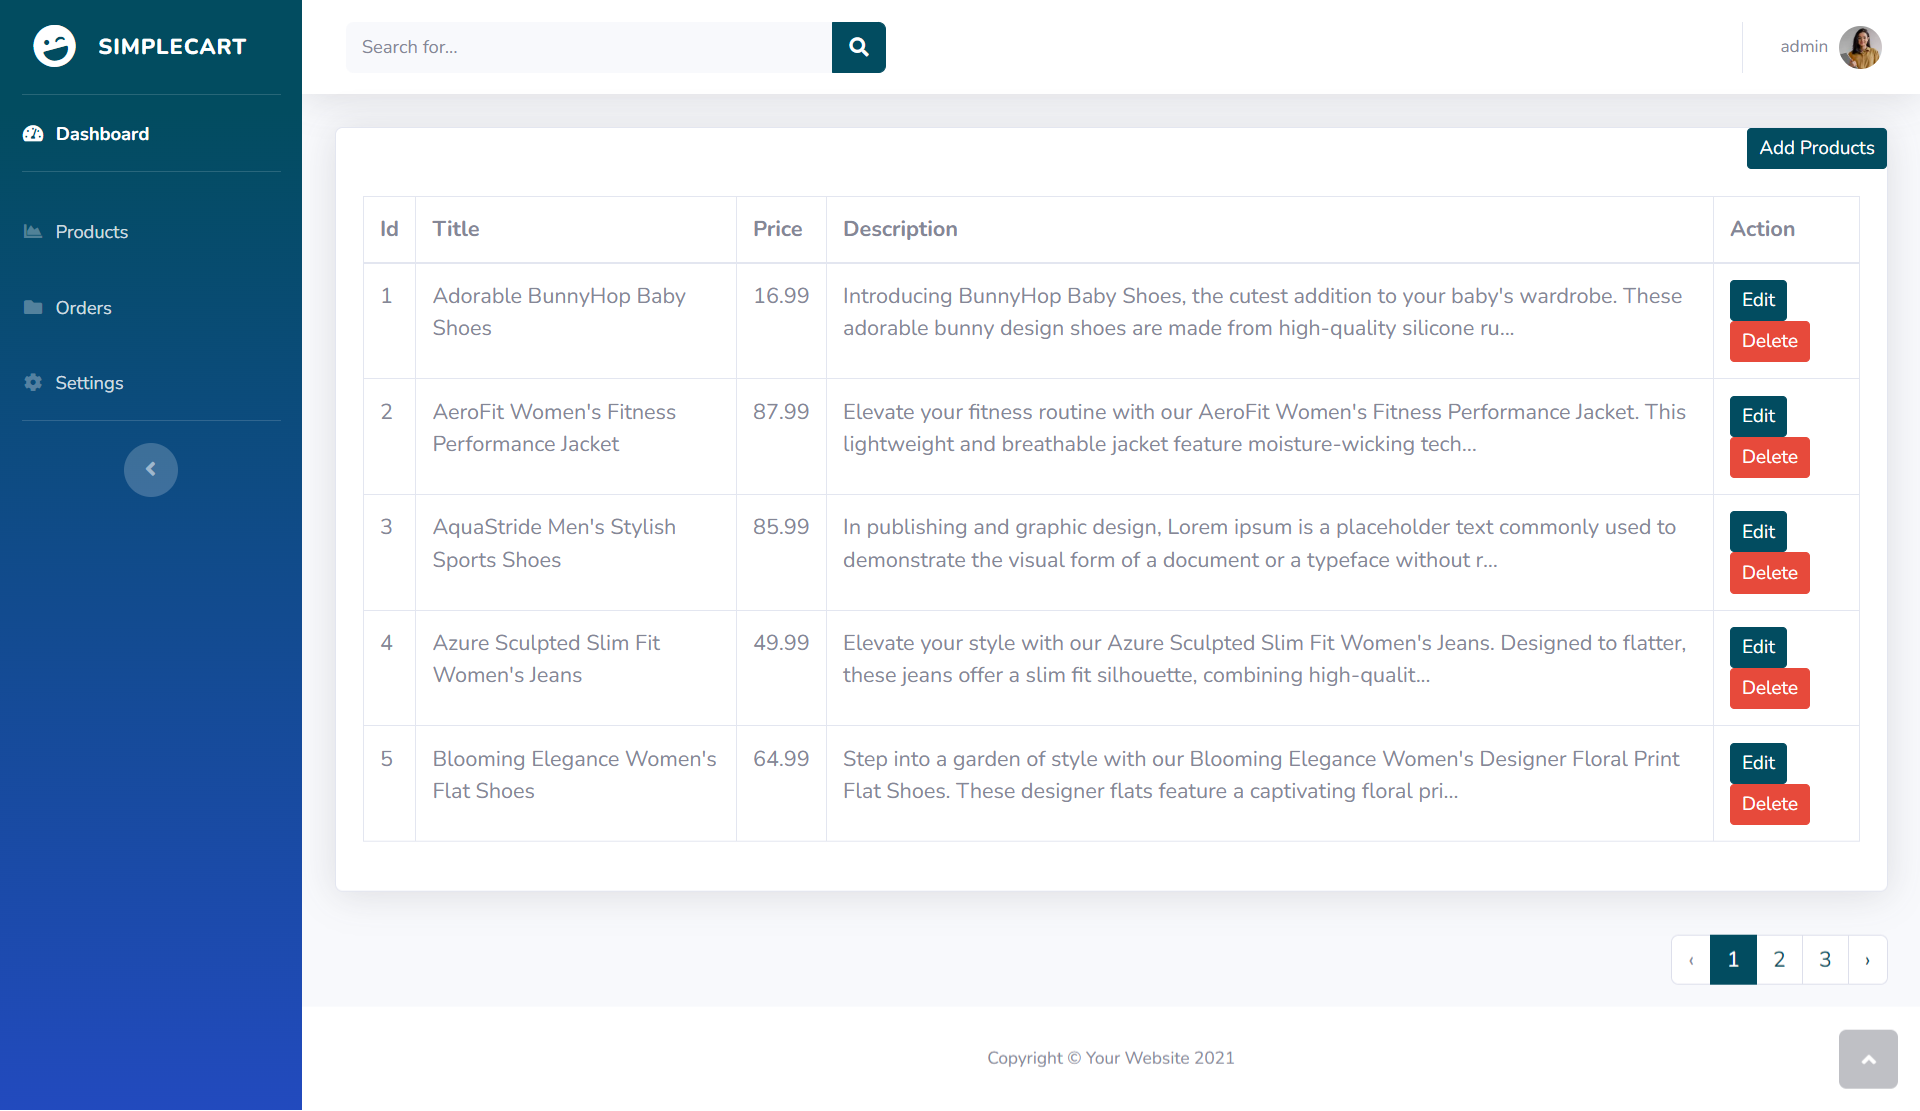 SIMPLECART
Dashboard
Products
Orders
Settings
Search for...
admin
Add Products
Id Title Price Description Action
1 Adorable BunnyHop Baby Shoes 16.99 Introducing BunnyHop Baby Shoes, the cutest addition to your baby's wardrobe. These
adorable bunny design shoes are made from high-quality silicone ru...
Edit
Delete
2 AeroFit Women's Fitness Performance Jacket 87.99 Elevate your fitness routine with our AeroFit Women's Fitness Performance Jacket. This
lightweight and breathable jacket feature moisture-wicking tech...
Edit
Delete
3 AquaStride Men's Stylish Sports Shoes 85.99 In publishing and graphic design, Lorem ipsum is a placeholder text commonly used to
demonstrate the visual form of a document or a typeface without r...
Edit
Delete
4 Azure Sculpted Slim Fit Women's Jeans 49.99 Elevate your style with our Azure Sculpted Slim Fit Women's Jeans. Designed to flatter,
these jeans offer a slim fit silhouette, combining high-qualit...
Edit
Delete
5 Blooming Elegance Women's Flat Shoes 64.99 Step into a garden of style with our Blooming Elegance Women's Designer Floral Print
Flat Shoes. These designer flats feature a captivating floral pri...
Edit
Delete
‹ 1 2 3 ›
Copyright © Your Website 2021